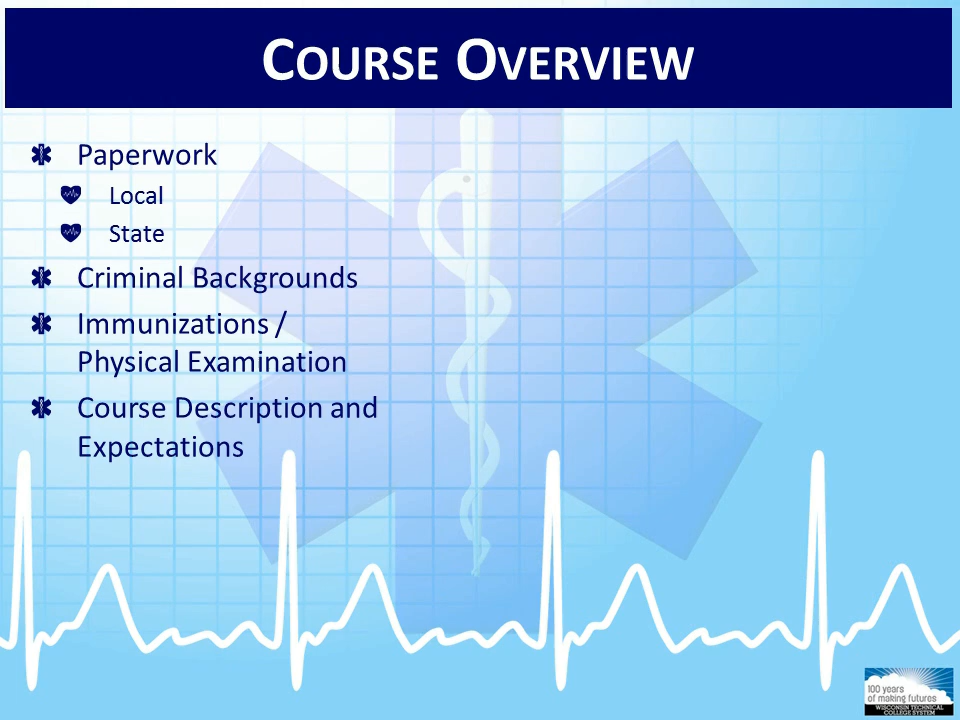 COURSE OVERVIEW
Paperwork
Local
State
Criminal Backgrounds
Immunizations /
Physical Examination
Course Description and
Expectations
100 years
of making futures
WISCONSIN TECHNICAL
COLLEGE SYSTEM